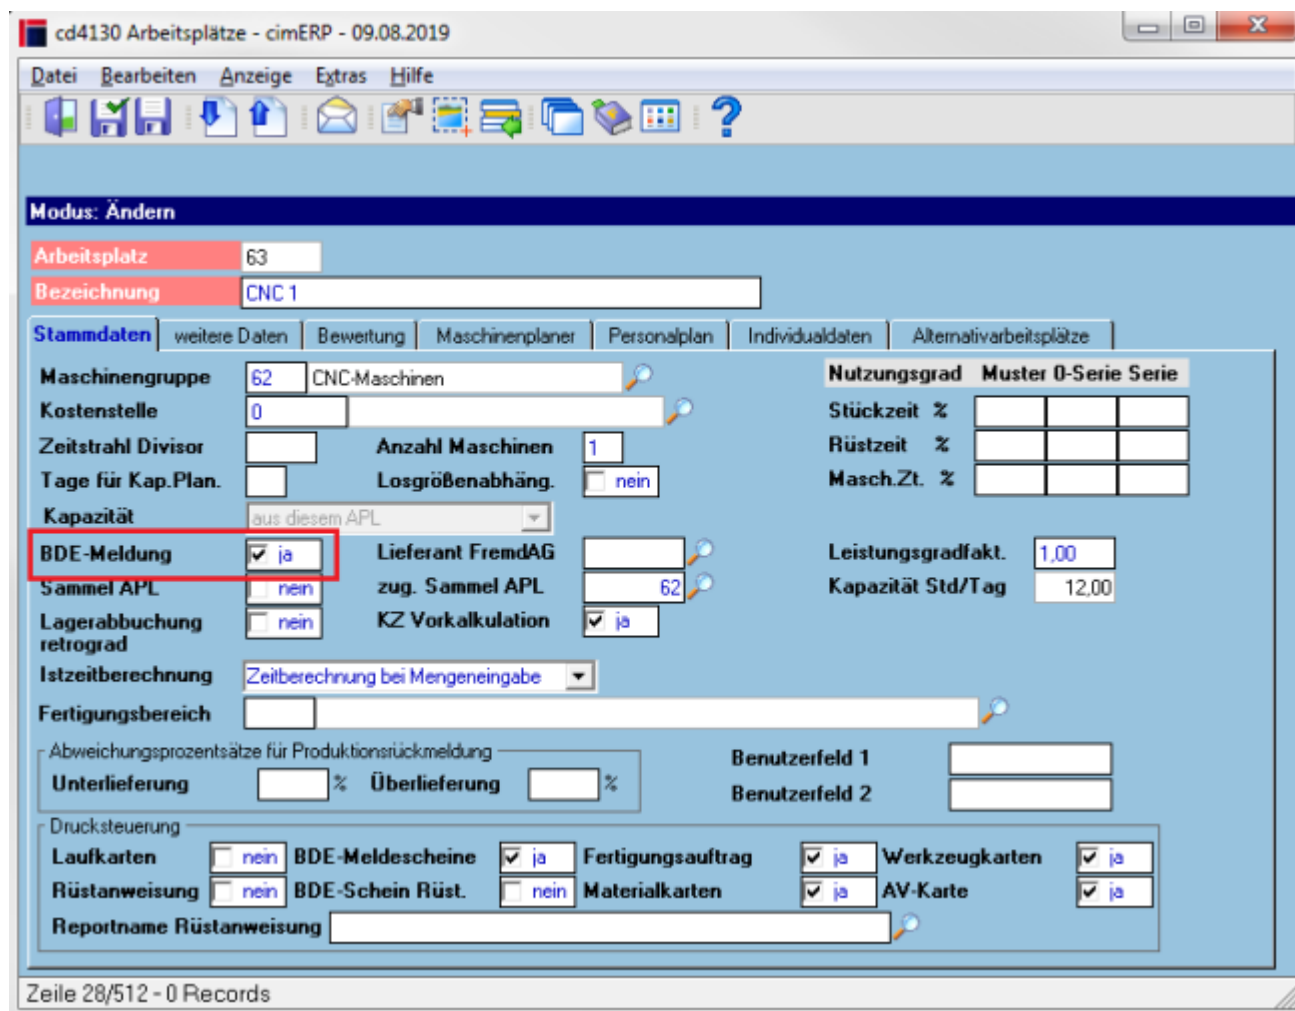 cd4130 Arbeitsplätze - cimERP - 09.08.2019
Datei Bearbeiten Anzeige Extras Hilfe
Modus: Ändern
Arbeitsplatz 63
Bezeichnung CNC 1
Stammdaten weitere Daten Bewertung Maschinenplaner Personalplan Individualdaten Alternativarbeitsplätze
Maschinengruppe 62 CNC-Maschinen Nutzungsgrad Muster 0-Serie Serie
Kostenstelle 0 Stückzeit %
Zeitstrahl Divisor Anzahl Maschinen 1 Rüstzeit %
Tage für Kap.Plan. Losgrößenabhäng. nein Masch.Zt. %
Kapazität aus diesem APL
BDE-Meldung ja Lieferant FremdAG Leistungsgradfakt. 1,00
Sammel APL nein zug. Sammel APL 62 Kapazität Std/Tag 12,00
Lagerabbuchung nein KZ Vorkalkulation ja
retrograd
Istzeitberechnung Zeitberechnung bei Mengeneingabe
Fertigungsbereich
Abweichungsprozentsätze für Produktionsrückmeldung Benutzerfeld 1
Unterlieferung % Überlieferung %
Benutzerfeld 2
Drucksteuerung
Laufkarten nein BDE-Meldescheine ja Fertigungsauftrag ja Werkzeugkarten ja
Rüstanweisung nein BDE-Schein Rüst. nein Materialkarten ja AV-Karte ja
Reportname Rüstanweisung
Zeile 28/512 - 0 Records